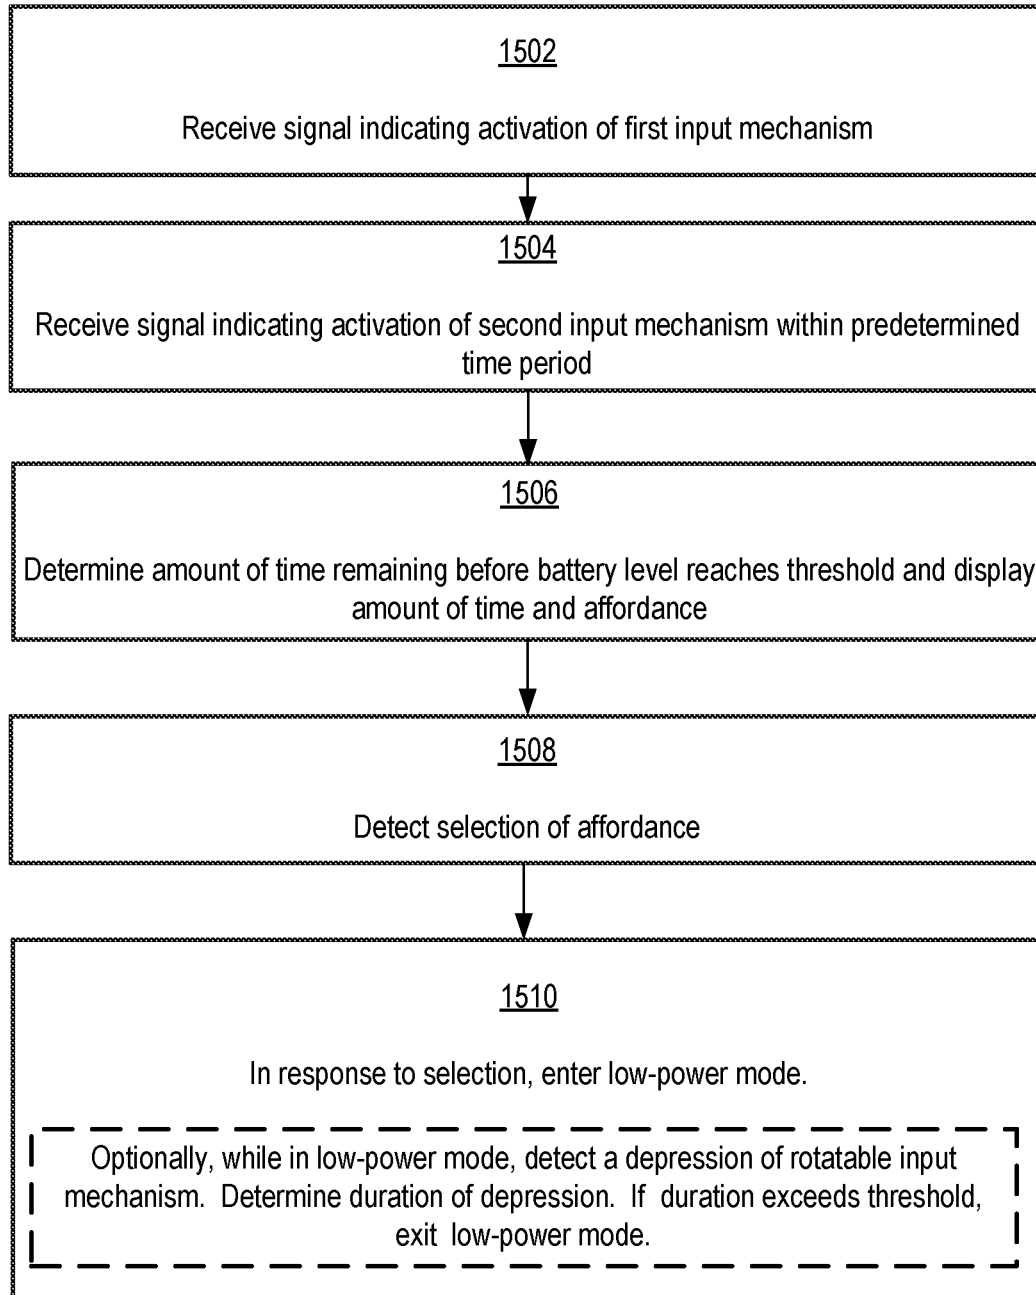 1502
Receive signal indicating activation of first input mechanism
1504
Receive signal indicating activation of second input mechanism within predetermined
time period
1506
Determine amount of time remaining before battery level reaches threshold and display
amount of time and affordance
1508
Detect selection of affordance
1510
In response to selection, enter low-power mode.
Optionally, while in low-power mode, detect a depression of rotatable input
mechanism. Determine duration of depression. If duration exceeds threshold,
exit low-power mode.